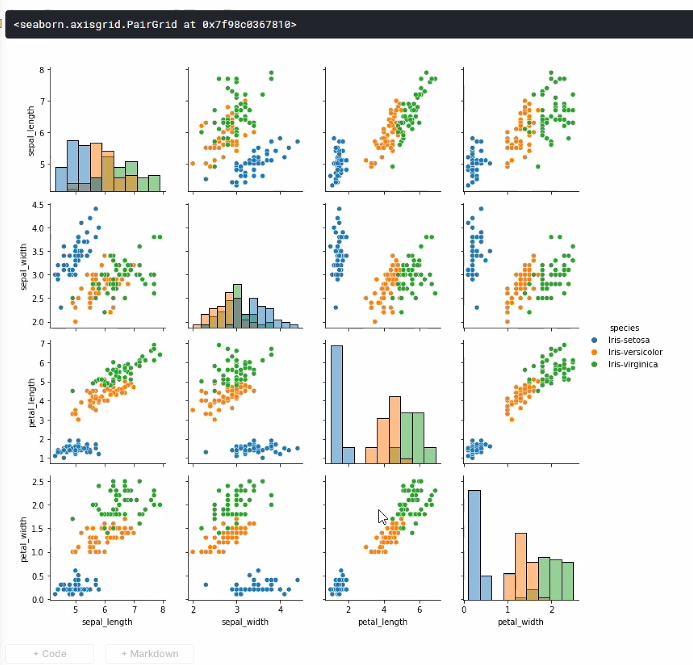 <seaborn.axisgrid.PairGrid at 0x7f98c0367810>
8
7
6
5
sepal_length
4.5
4.0
3.5
3.0
2.5
2.0
sepal_width
species
Iris-setosa
Iris-versicolor
Iris-virginica
7
6
5
4
3
2
1
petal_length
2.5
2.0
1.5
1.0
0.5
0.0
petal_width
5 6 7 8
sepal_length
2 3 4
sepal_width
2 4 6
petal_length
0 1 2
petal_width
+ Code
+ Markdown